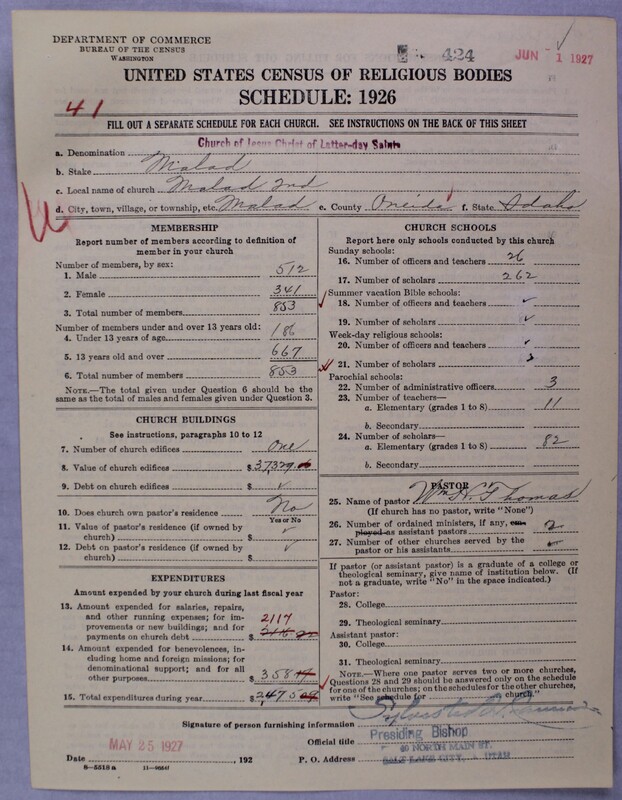 DEPARTMENT OF COMMERCE
BUREAU OF THE CENSUS
WASHINGTON
424
JUN 1 1927
UNITED STATES CENSUS OF RELIGIOUS BODIES
SCHEDULE: 1926
41
FILL OUT A SEPARATE SCHEDULE FOR EACH CHURCH. SEE INSTRUCTIONS ON THE BACK OF THIS SHEET
a. Denomination Church of Jesus Christ of Latter-day Saints
b. Stake Malad
c. Local name of church Malad 2nd
d. City, town, village, or township, etc. Malad e. County Oneida f. State Idaho
MEMBERSHIP
Report number of members according to definition of
member in your church
Number of members, by sex:
1. Male 512
2. Female 341
3. Total number of members 853
Number of members under and over 13 years old:
4. Under 13 years of age 186
5. 13 years old and over 667
6. Total number of members 853
NOTE.—The total given under Question 6 should be
same as the total of males and females given under Question 3.
CHURCH BUILDINGS
See instructions, paragraphs 10 to 12
7. Number of church edifices One
8. Value of church edifices $ 37379
9. Debt on church edifices $ ✓
10. Does church own pastor's residence No
Yes or No
11. Value of pastor's residence (if owned by
church) $ ✓
12. Debt on pastor's residence (if owned by
church) $ ✓
EXPENDITURES
Amount expended by your church during last fiscal year
13. Amount expended for salaries, repairs,
and other running expenses; for im-
provements or new buildings; and for
payments on church debt $ 2117
14. Amount expended for benevolences,
including home and foreign missions; for
denominational support; and for all
other purposes $ 358
15. Total expenditures during year $ 2475
CHURCH SCHOOLS
Report here only schools conducted by this church
Sunday schools:
16. Number of officers and teachers 26
17. Number of scholars 262
Summer vacation Bible schools:
18. Number of officers and teachers ✓
19. Number of scholars ✓
Week-day religious schools:
20. Number of officers and teachers ✓
21. Number of scholars
Parochial schools:
22. Number of administrative officers 3
23. Number of teachers—
a. Elementary (grades 1 to 8) 11
b. Secondary
24. Number of scholars—
a. Elementary (grades 1 to 8) 82
b. Secondary
PASTOR
25. Name of pastor Wm H. Thomas
(If church has no pastor, write "None")
26. Number of ordained ministers, if any, em-
ployed as assistant pastors 2
27. Number of other churches served by the
pastor or his assistants ✓
If pastor (or assistant pastor) is a graduate of a college or
theological seminary, give name of institution below. (If
not a graduate, write "No" in the space indicated.)
Pastor:
28. College
29. Theological seminary
Assistant pastor:
30. College
31. Theological seminary
NOTE.—Where one pastor serves two or more churches,
Questions 28 and 29 should be answered only on the schedule
for one of the churches; on the schedules for the other churches,
write "See schedule for church."
Signature of person furnishing information
Official title Presiding Bishop
MAY 25 1927
Date , 192 P. O. Address 40 NORTH MAIN ST.
SALT LAKE CITY, UTAH
8—5318 a